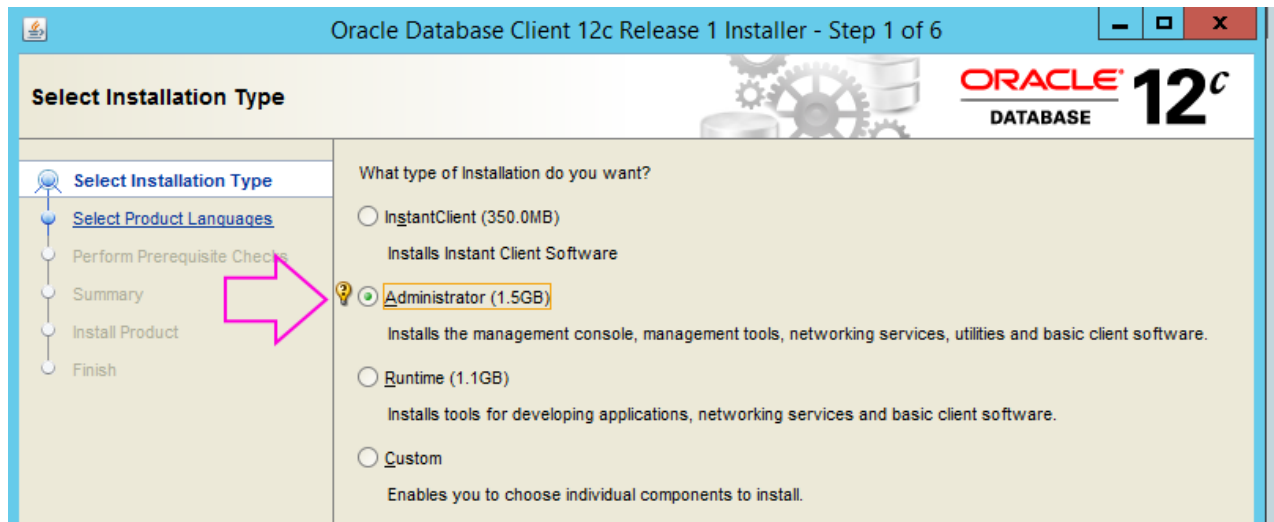 Oracle Database Client 12c Release 1 Installer - Step 1 of 6
Select Installation Type
ORACLE
DATABASE
12c
Select Installation Type
Select Product Languages
Perform Prerequisite Checks
Summary
Install Product
Finish
What type of Installation do you want?
InstantClient (350.0MB)
Installs Instant Client Software
Administrator (1.5GB)
Installs the management console, management tools, networking services, utilities and basic client software.
Runtime (1.1GB)
Installs tools for developing applications, networking services and basic client software.
Custom
Enables you to choose individual components to install.